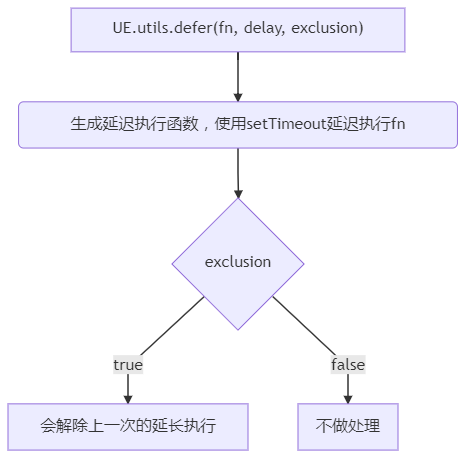 UE.utils.defer(fn, delay, exclusion)
生成延迟执行函数，使用setTimeout延迟执行fn
exclusion
true
false
会解除上一次的延长执行
不做处理